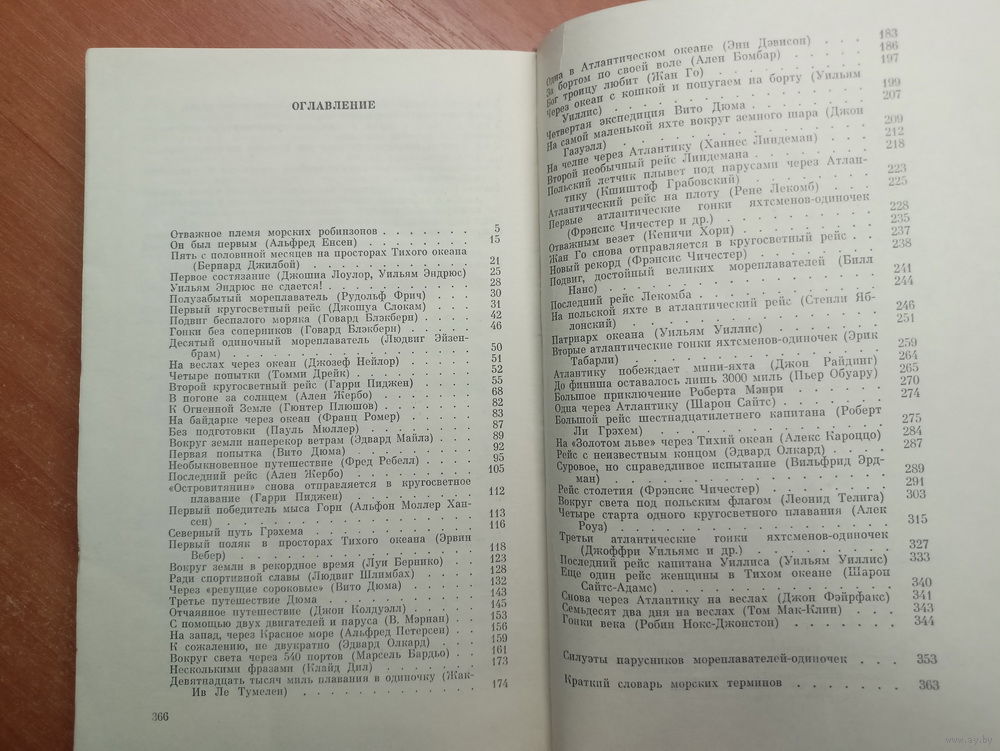 ОГЛАВЛЕНИЕ
Отважное племя морских робинзонов . . . . . . . 5
Он был первым (Альфред Енсен) . . . . . . . . 15
Пять с половиной месяцев на просторах Тихого океана
(Бернард Джилбой) . . . . . . . . . . . . 21
Первое состязание (Джошиа Лоулор, Уильям Эндрюс) 25
Уильям Эндрюс не сдается! . . . . . . . . . . 28
Полузабытый мореплаватель (Рудольф Фрич) . . . . 30
Первый кругосветный рейс (Джошуа Слокам) . . . . 31
Подвиг беспалого моряка (Говард Блэкберн) . . . . 42
Гонки без соперников (Говард Блэкберн) . . . . . 46
Десятый одиночный мореплаватель (Людвиг Эйзен-
брам) . . . . . . . . . . . . . . . . . 50
На веслах через океан (Джозеф Нейлор) . . . . . 51
Четыре попытки (Томми Дрейк) . . . . . . . . 52
Второй кругосветный рейс (Гарри Пиджен) . . . . 55
В погоне за солнцем (Ален Жербо) . . . . . . . 68
К Огненной Земле (Гюнтер Плюшов) . . . . . . . 82
На байдарке через океан (Франц Ромер) . . . . . 83
Без подготовки (Пауль Мюллер) . . . . . . . . 87
Вокруг земли наперекор ветрам (Эдвард Майлз) . . . 89
Первая попытка (Вито Дюма) . . . . . . . . . 92
Необыкновенное путешествие (Фред Ребелл) . . . . 95
Последний рейс (Ален Жербо) . . . . . . . . . 105
«Островитянин» снова отправляется в кругосветное
плавание (Гарри Пиджен) . . . . . . . . . . 112
Первый победитель мыса Горн (Альфон Моллер Хан-
сен) . . . . . . . . . . . . . . . . . 113
Северный путь Грэхема . . . . . . . . . . . 116
Первый поляк в просторах Тихого океана (Эрвин
Вебер) . . . . . . . . . . . . . . . . 118
Вокруг земли в рекордное время (Луи Бернико) . . . 123
Ради спортивной славы (Людвиг Шлимбах) . . . . 128
Через «ревущие сороковые» (Вито Дюма) . . . . . 132
Третье путешествие Дюма . . . . . . . . . . 143
Отчаянное путешествие (Джон Колдуэлл) . . . . . 145
С помощью двух двигателей и паруса (В. Мэрнан) . . 153
На запад, через Красное море (Альфред Петерсен) . . 156
К сожалению, не двукратно (Эдвард Олкард) . . . . 159
Вокруг света через 540 портов (Марсель Бардьо) . . . 161
Несколькими фразами (Клайд Дил) . . . . . . . 173
Девятнадцать тысяч миль плавания в одиночку (Жак-
Ив Ле Тумелен) . . . . . . . . . . . . . 174
366
Одна в Атлантическом океане (Энн Дэвисон) . . . 183
За бортом по своей воле (Ален Бомбар) . . . . . 186
Бог троицу любит (Жан Го) . . . . . . . . . 197
Через океан с кошкой и попугаем на борту (Уильям
Уиллис) . . . . . . . . . . . . . . . 199
Четвертая экспедиция Вито Дюма . . . . . . . 207
На самой маленькой яхте вокруг земного шара (Джон
Газуэлл) . . . . . . . . . . . . . . . 209
На челне через Атлантику (Ханнес Линдеман) . . . 212
Второй необычный рейс Линдемана . . . . . . . 218
Польский летчик плывет под парусами через Атлан-
тику (Кшиштоф Грабовский) . . . . . . . . 223
Атлантический рейс на плоту (Рене Лекомб) . . . . 225
Первые атлантические гонки яхтсменов-одиночек
(Фрэнсис Чичестер и др.) . . . . . . . . . 228
Отважным везет (Кеничи Хори) . . . . . . . . 235
Жан Го снова отправляется в кругосветный рейс . . 237
Новый рекорд (Фрэнсис Чичестер) . . . . . . . 238
Подвиг, достойный великих мореплавателей (Билл
Нанс) . . . . . . . . . . . . . . . . 241
Последний рейс Лекомба . . . . . . . . . . 244
На польской яхте в атлантический рейс (Стенли Яб-
лонский) . . . . . . . . . . . . . . . 246
Патриарх океана (Уильям Уиллис) . . . . . . . 251
Вторые атлантические гонки яхтсменов-одиночек (Эрик
Табарли) . . . . . . . . . . . . . . . 259
Атлантику побеждает мини-яхта (Джон Райдинг) . . 264
До финиша оставалось лишь 3000 миль (Пьер Обуару) . 265
Большое приключение Роберта Мэнри . . . . . . 270
Одна через Атлантику (Шарон Сайтс) . . . . . . 274
Большой рейс шестнадцатилетнего капитана (Роберт
Ли Грэхем) . . . . . . . . . . . . . . 275
На «Золотом льве» через Тихий океан (Алекс Кароццо) . 284
Рейс с неизвестным концом (Эдвард Олкард) . . . . 287
Суровое, но справедливое испытание (Вильфрид Эрд-
ман) . . . . . . . . . . . . . . . . 289
Рейс столетия (Фрэнсис Чичестер) . . . . . . . 291
Вокруг света под польским флагом (Леонид Телига) . 303
Четыре старта одного кругосветного плавания (Алек
Роуз) . . . . . . . . . . . . . . . . 315
Третьи атлантические гонки яхтсменов-одиночек
(Джоффри Уильямс и др.) . . . . . . . . . 327
Последний рейс капитана Уиллиса (Уильям Уиллис) . 333
Еще один рейс женщины в Тихом океане (Шарон
Сайтс-Адамс) . . . . . . . . . . . . . 340
Снова через Атлантику на веслах (Джон Фэйрфакс) . 341
Семьдесят два дня на веслах (Том Мак-Клин) . . . 343
Гонки века (Робин Нокс-Джонстон) . . . . . . . 344
Силуэты парусников мореплавателей-одиночек . . . 353
Краткий словарь морских терминов . . . . . . . 363
www.ay.by